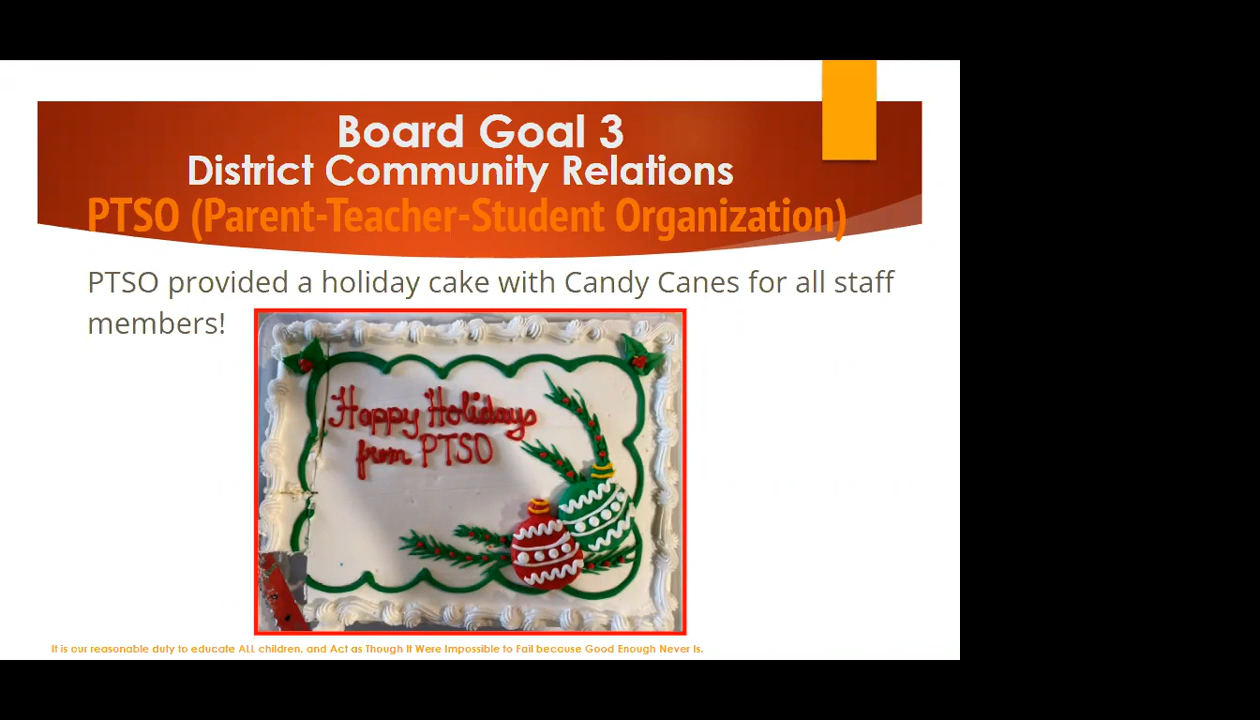 Board Goal 3
District Community Relations
PTSO (Parent-Teacher-Student Organization)
PTSO provided a holiday cake with Candy Canes for all staff
members!
Happy Holidays
from PTSO
It is our reasonable duty to educate ALL children, and Act as Though It Were Impossible to Fail because Good Enough Never Is.